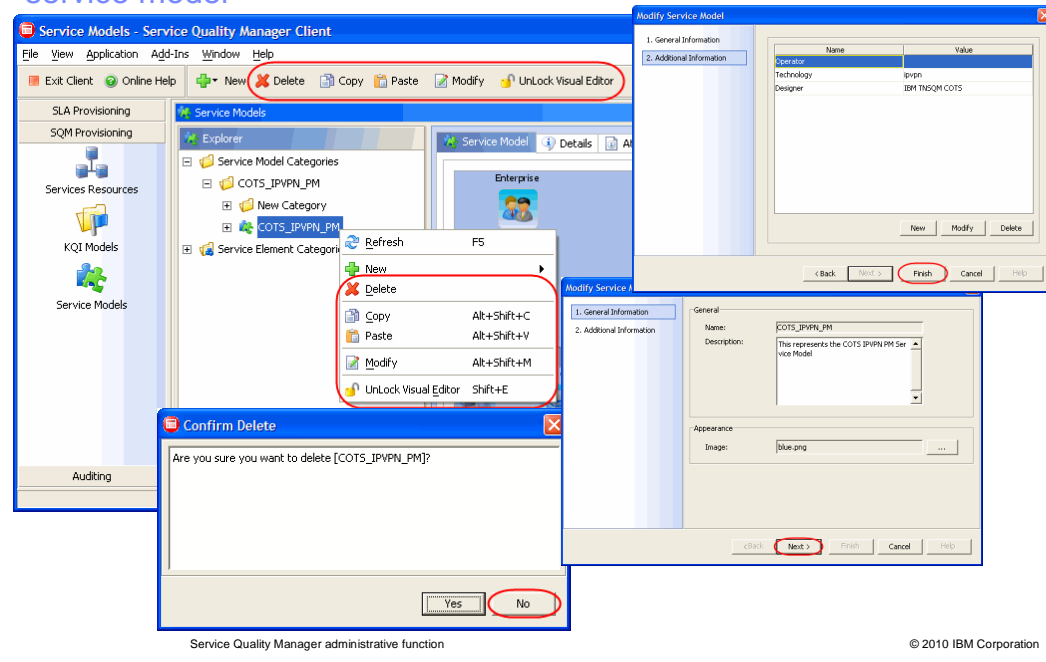 service model
Service Models - Service Quality Manager Client
File View Application Add-Ins Window Help
Exit Client Online Help New Delete Copy Paste Modify UnLock Visual Editor
SLA Provisioning
SQM Provisioning
Services Resources
KQI Models
Service Models
Auditing
Service Models
Explorer
Service Model Categories
COTS_IPVPN_PM
New Category
COTS_IPVPN_PM
Service Element Categori
Service Model Details
Enterprise
Refresh F5
New
Delete
Copy Alt+Shift+C
Paste Alt+Shift+V
Modify Alt+Shift+M
UnLock Visual Editor Shift+E
Modify Service Model
1. General Information
2. Additional Information
Name Value
Operator
Technology ipvpn
Designer IBM TNSQM COTS
New Modify Delete
< Back Next > Finish Cancel Help
Modify Service
1. General Information
2. Additional Information
General
Name: COTS_IPVPN_PM
Description: This represents the COTS IPVPN PM Ser
vice Model
Appearance
Image: blue.png ...
<Back Next > Finish Cancel Help
Confirm Delete
Are you sure you want to delete [COTS_IPVPN_PM]?
Yes No
Service Quality Manager administrative function
© 2010 IBM Corporation